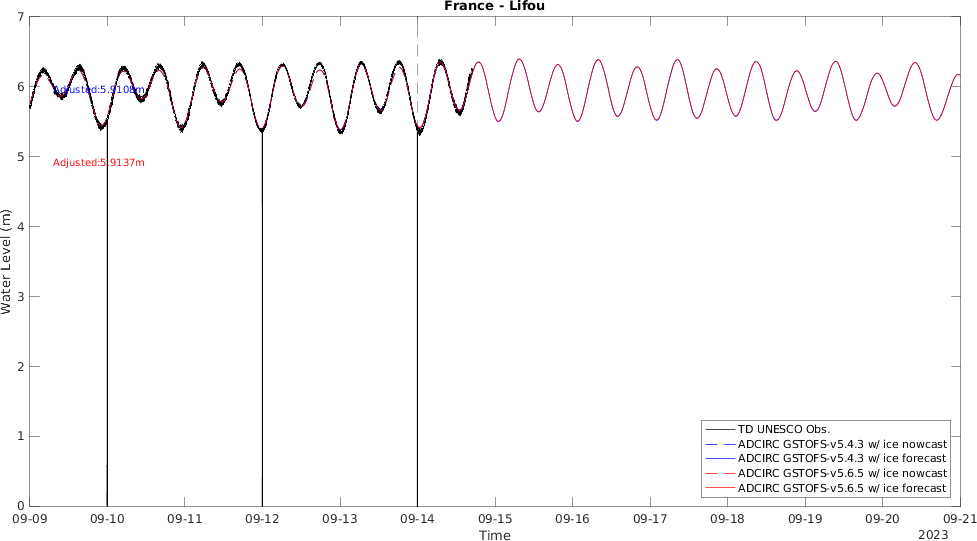 France - Lifou
7
6
5
4
3
2
1
0
Water Level (m)
Adjusted:5.9108m
Adjusted:5.9137m
TD UNESCO Obs.
ADCIRC GSTOFS-v5.4.3 w/ ice nowcast
ADCIRC GSTOFS-v5.4.3 w/ ice forecast
ADCIRC GSTOFS-v5.6.5 w/ ice nowcast
ADCIRC GSTOFS-v5.6.5 w/ ice forecast
09-09 09-10 09-11 09-12 09-13 09-14 09-15 09-16 09-17 09-18 09-19 09-20 09-21
Time
2023